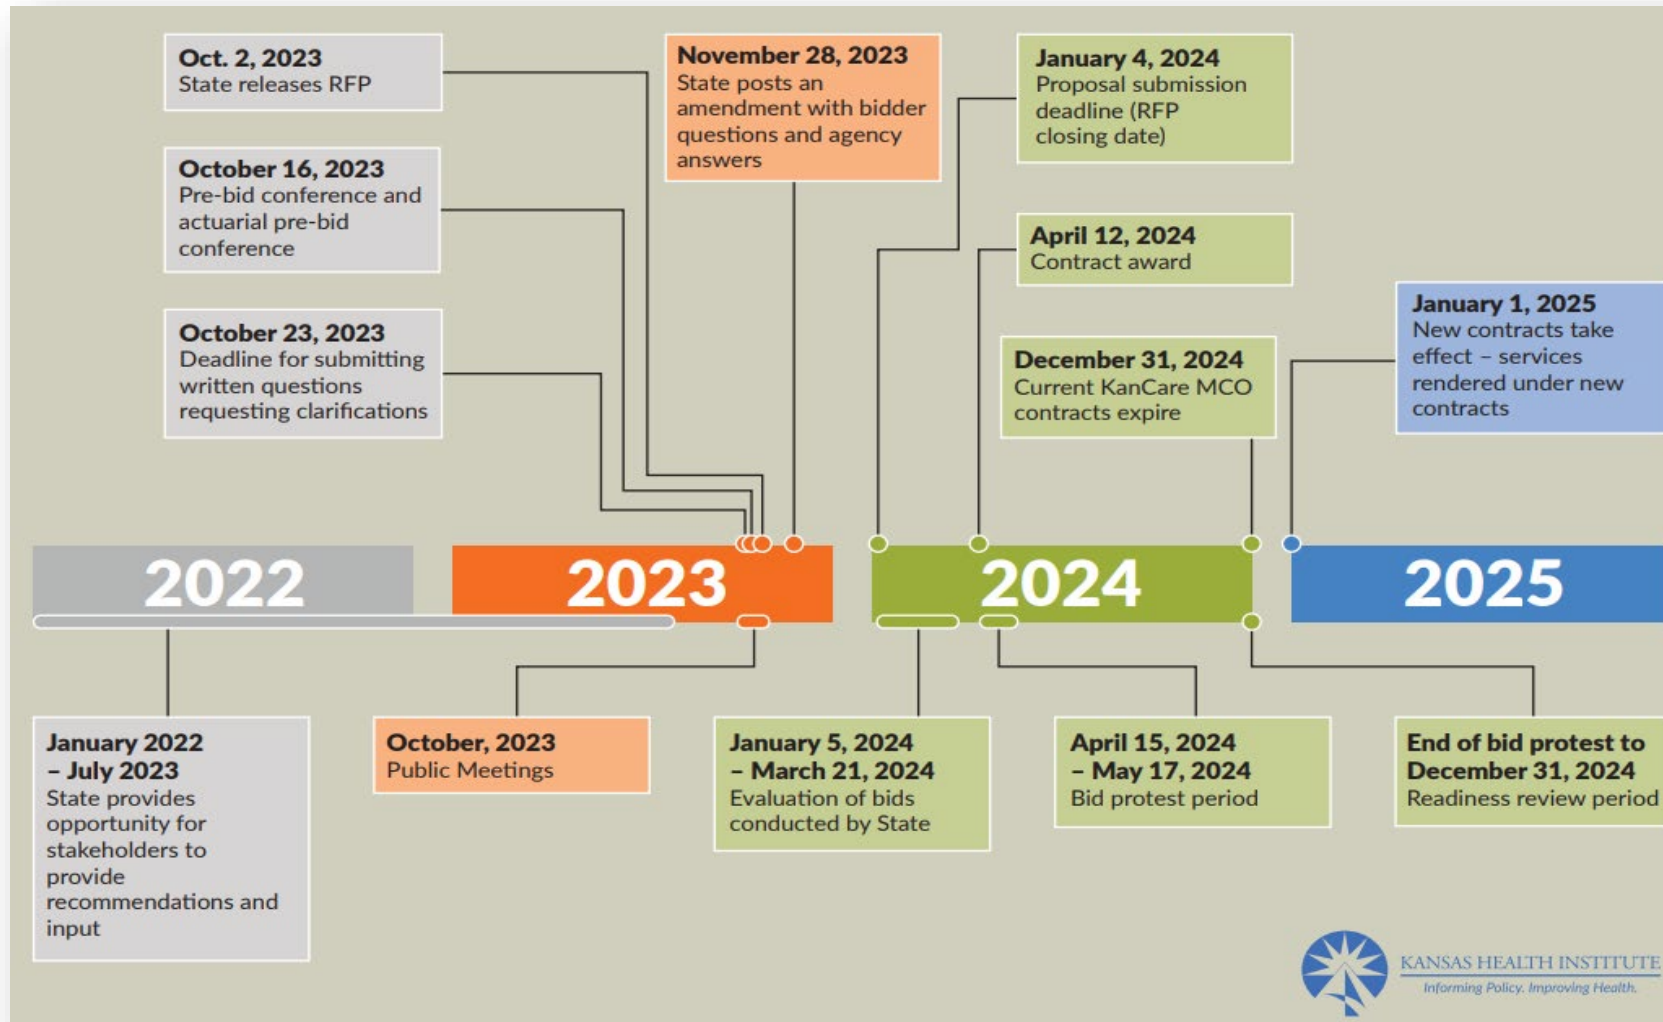 Oct. 2, 2023
State releases RFP
October 16, 2023
Pre-bid conference and
actuarial pre-bid
conference
October 23, 2023
Deadline for submitting
written questions
requesting clarifications
November 28, 2023
State posts an
amendment with bidder
questions and agency
answers
January 4, 2024
Proposal submission
deadline (RFP
closing date)
April 12, 2024
Contract award
December 31, 2024
Current KanCare MCO
contracts expire
January 1, 2025
New contracts take
effect – services
rendered under new
contracts
2022
2023
2024
2025
January 2022
– July 2023
State provides
opportunity for
stakeholders to
provide
recommendations and
input
October, 2023
Public Meetings
January 5, 2024
– March 21, 2024
Evaluation of bids
conducted by State
April 15, 2024
– May 17, 2024
Bid protest period
End of bid protest to
December 31, 2024
Readiness review period
KANSAS HEALTH INSTITUTE
Informing Policy. Improving Health.